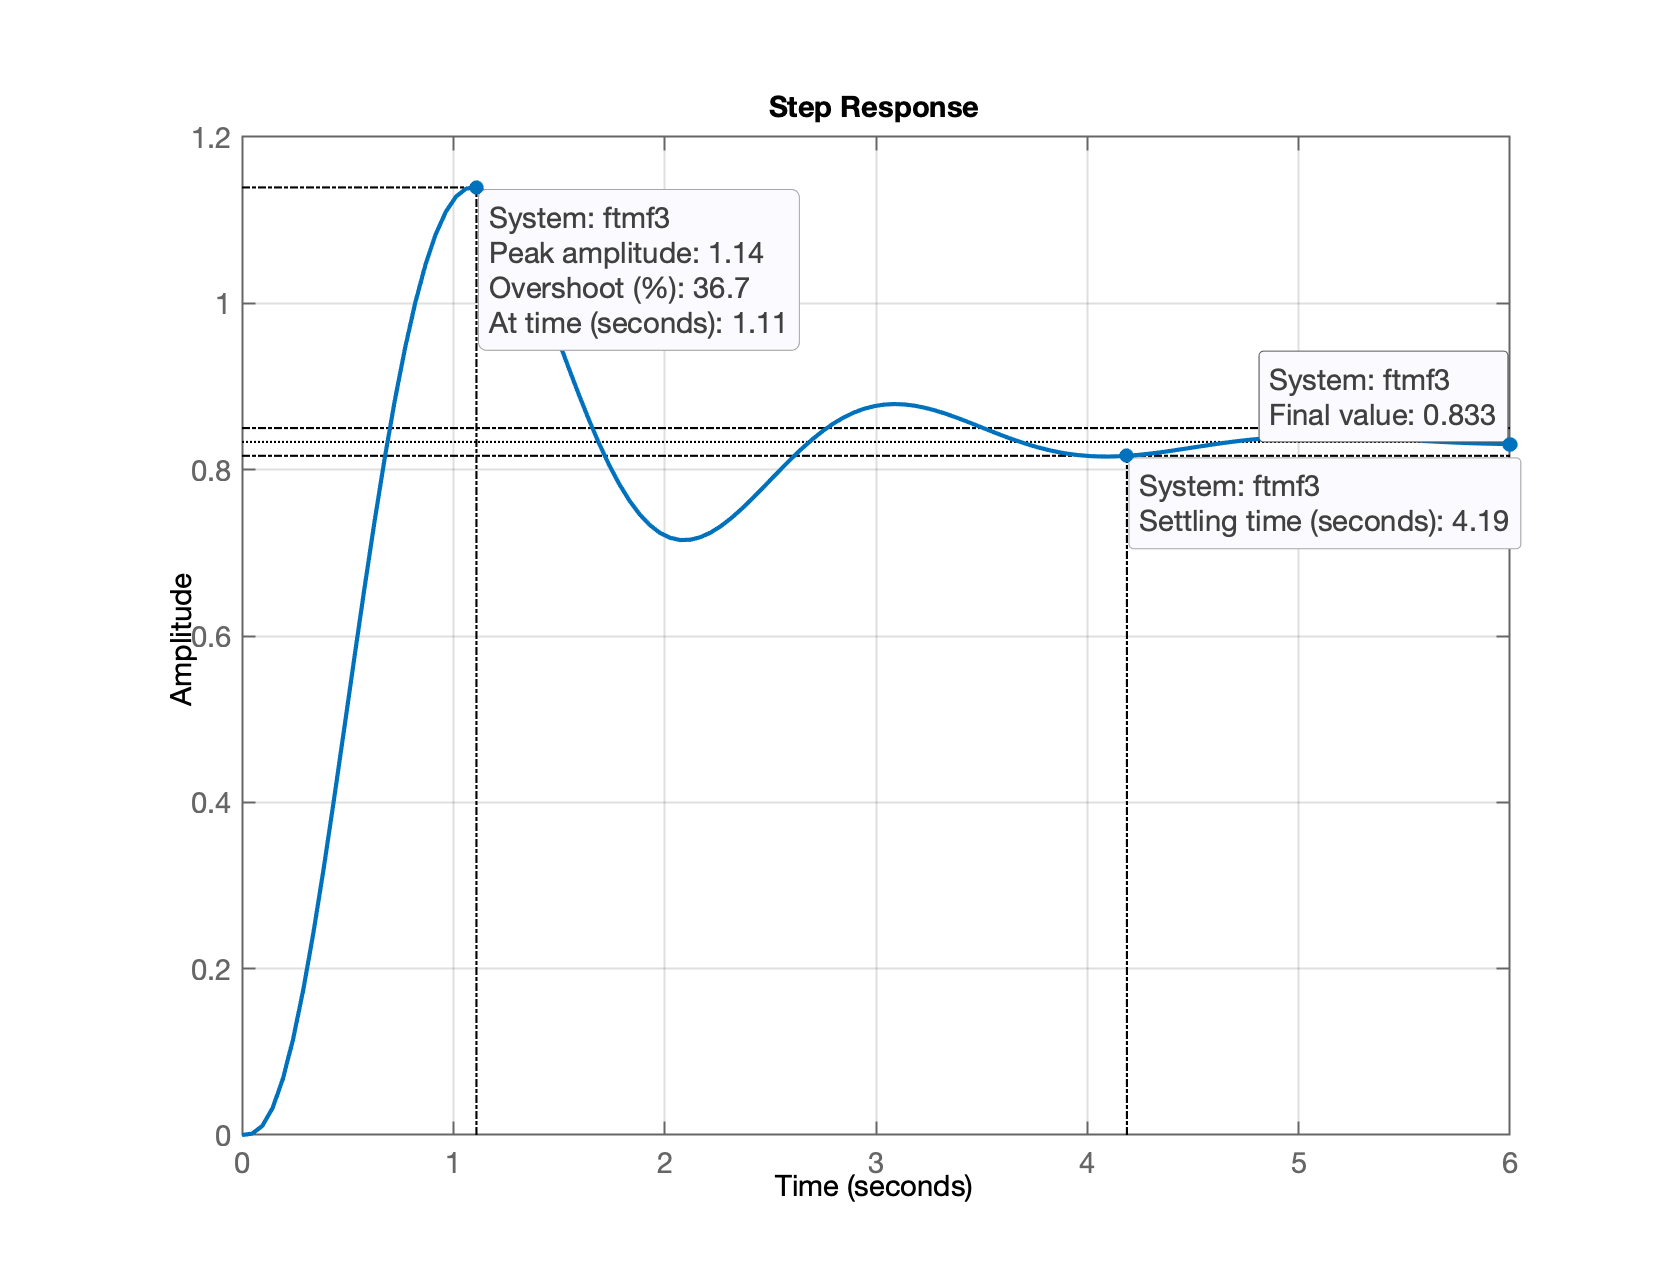 Step Response
1.2
1
0.8
0.6
0.4
0.2
0
Amplitude
System: ftmf3
Peak amplitude: 1.14
Overshoot (%): 36.7
At time (seconds): 1.11
System: ftmf3
Final value: 0.833
System: ftmf3
Settling time (seconds): 4.19
0 1 2 3 4 5 6
Time (seconds)